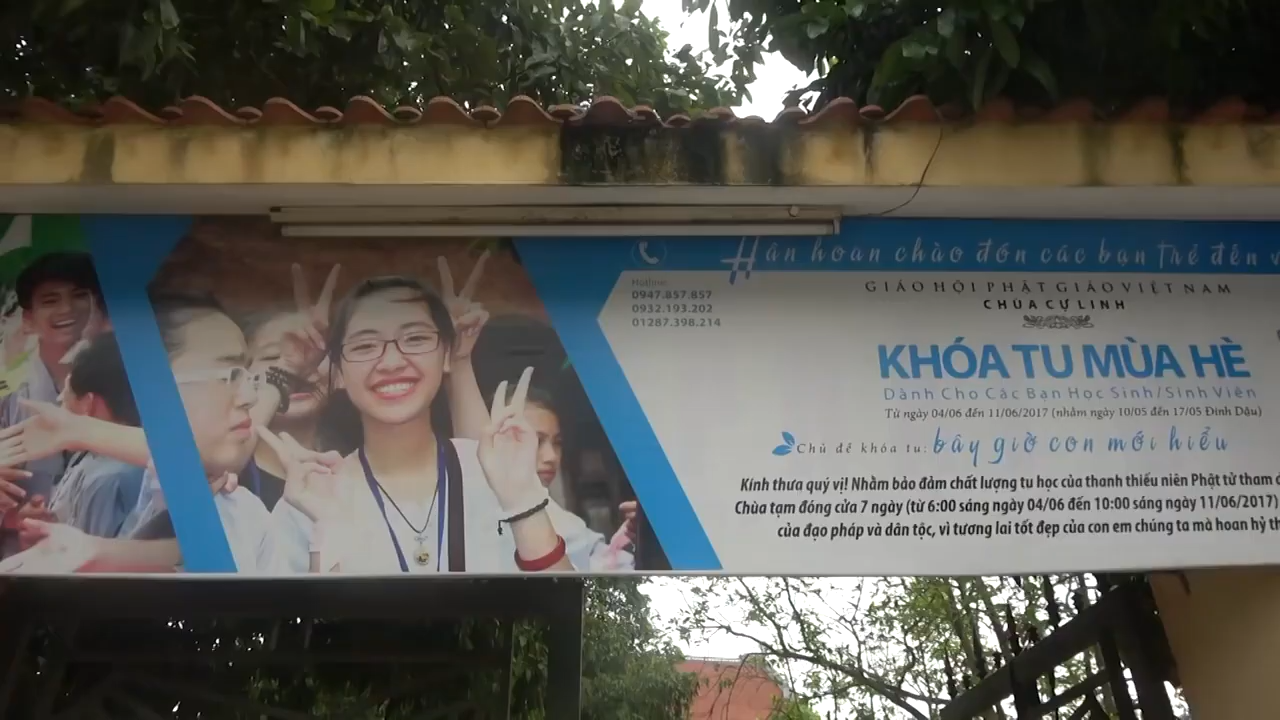 Hân hoan chào đón các bạn trẻ đến
Hotline:
0947.857.857
0932.193.202
01287.398.214
GIÁO HỘI PHẬT GIÁO VIỆT NAM
CHÙA CỰ LINH
KHÓA TU MÙA HÈ
Dành Cho Các Bạn Học Sinh/Sinh Viên
Từ ngày 04/06 đến 11/06/2017 (nhằm ngày 10/05 đến 17/05 Đinh Dậu)
Chủ đề khóa tu: bây giờ con mới hiểu
Kính thưa quý vị! Nhằm bảo đảm chất lượng tu học của thanh thiếu niên Phật tử tham
Chùa tạm đóng cửa 7 ngày (từ 6:00 sáng ngày 04/06 đến 10:00 sáng ngày 11/06/2017)
của đạo pháp và dân tộc, vì tương lai tốt đẹp của con em chúng ta mà hoan hỷ